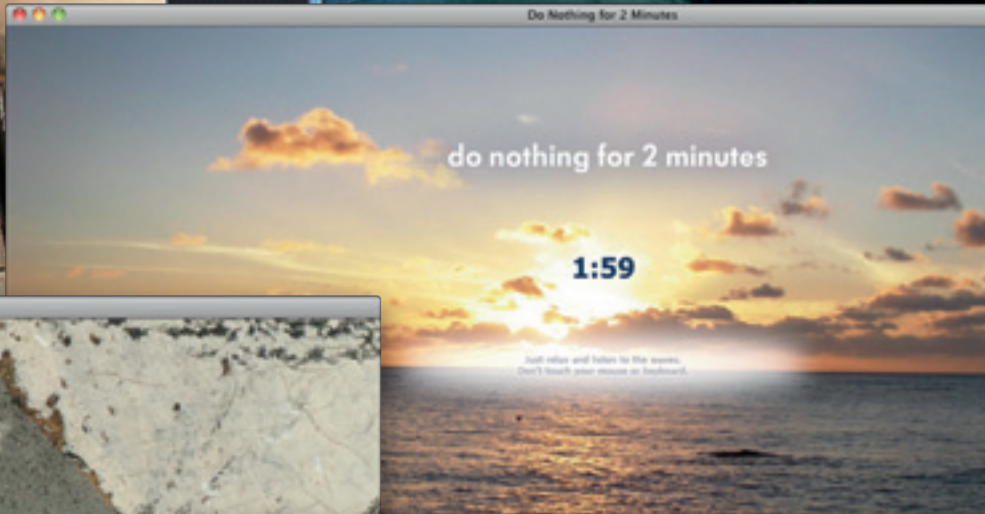 Do Nothing for 2 Minutes
do nothing for 2 minutes
1:59
Just relax and listen to the waves.
Don't touch your mouse or keyboard.